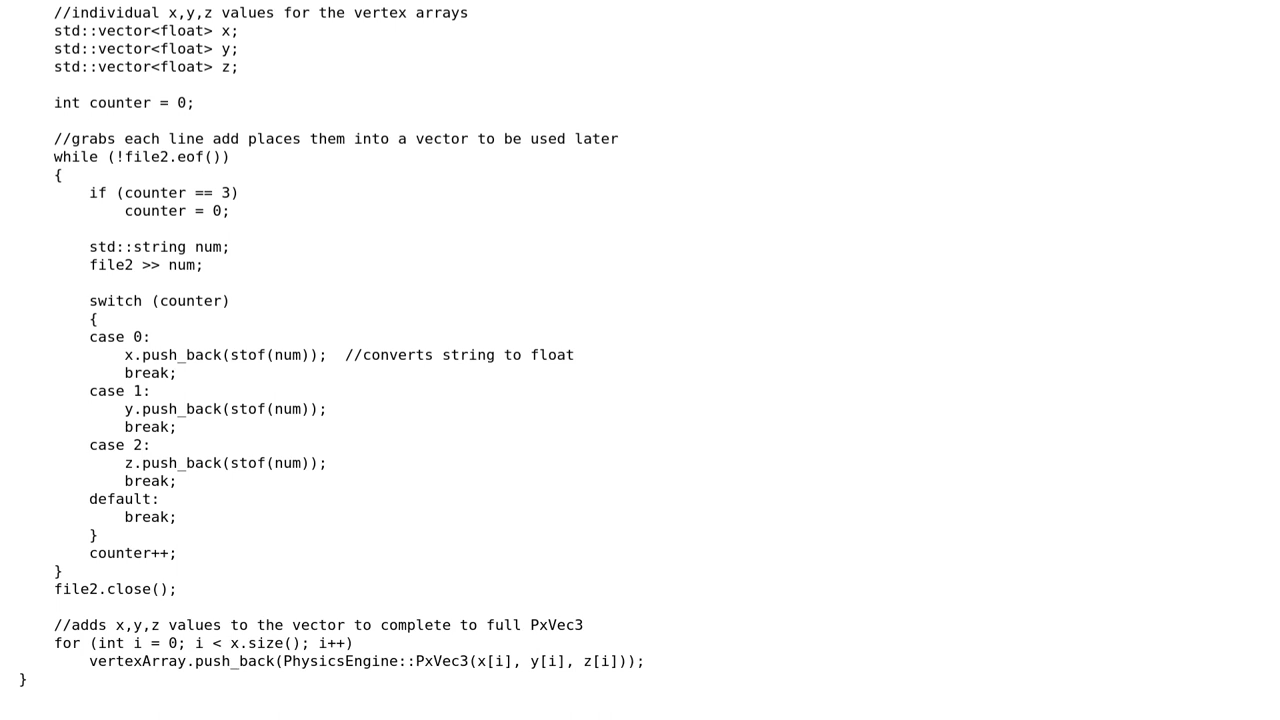 //individual x,y,z values for the vertex arrays
std::vector<float> x;
std::vector<float> y;
std::vector<float> z;
int counter = 0;
//grabs each line add places them into a vector to be used later
while (!file2.eof())
{
if (counter == 3)
counter = 0;
std::string num;
file2 >> num;
switch (counter)
{
case 0:
x.push_back(stof(num));  //converts string to float
break;
case 1:
y.push_back(stof(num));
break;
case 2:
z.push_back(stof(num));
break;
default:
break;
}
counter++;
}
file2.close();
//adds x,y,z values to the vector to complete to full PxVec3
for (int i = 0; i < x.size(); i++)
vertexArray.push_back(PhysicsEngine::PxVec3(x[i], y[i], z[i]));
}